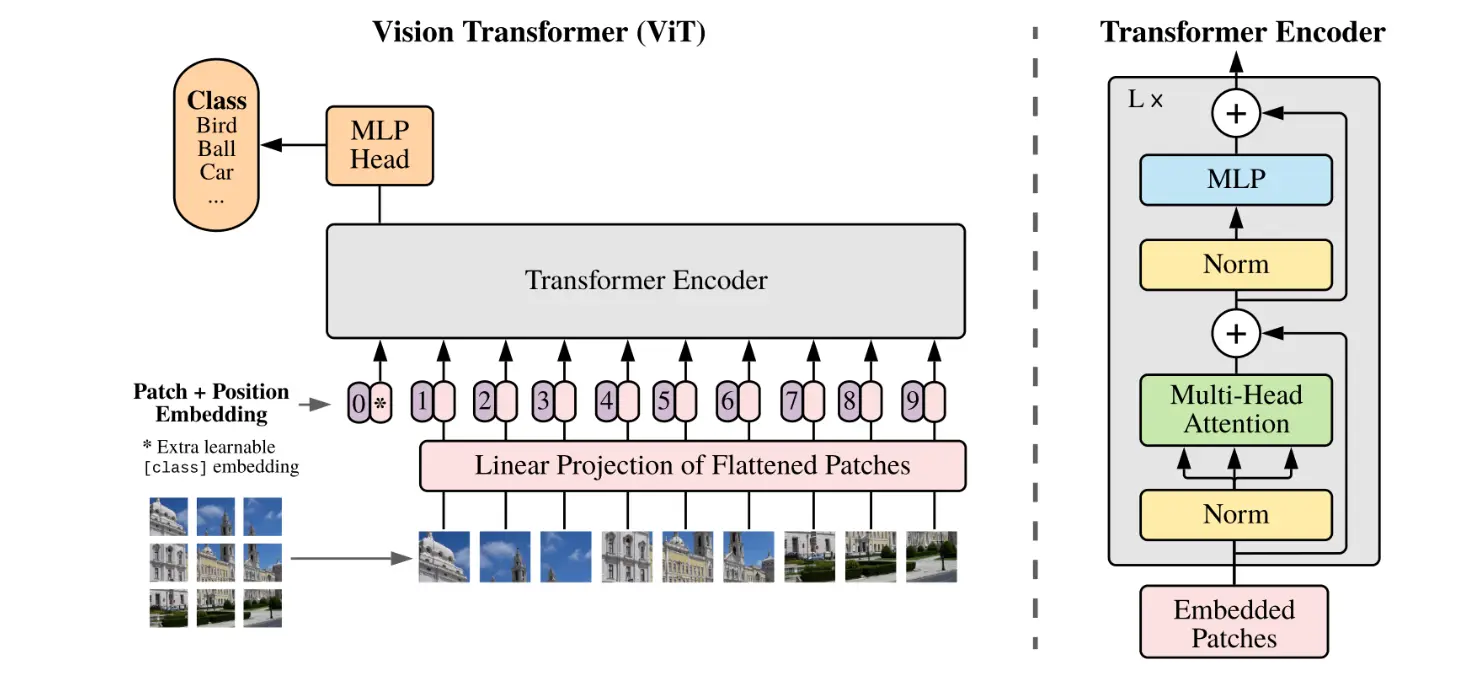 Vision Transformer (ViT)
Class
Bird
Ball
Car
...
MLP
Head
Transformer Encoder
Patch + Position
Embedding
0 * 1 2 3 4 5 6 7 8 9
* Extra learnable
[class] embedding
Linear Projection of Flattened Patches
Transformer Encoder
L x
+
MLP
Norm
+
Multi-Head
Attention
Norm
Embedded
Patches